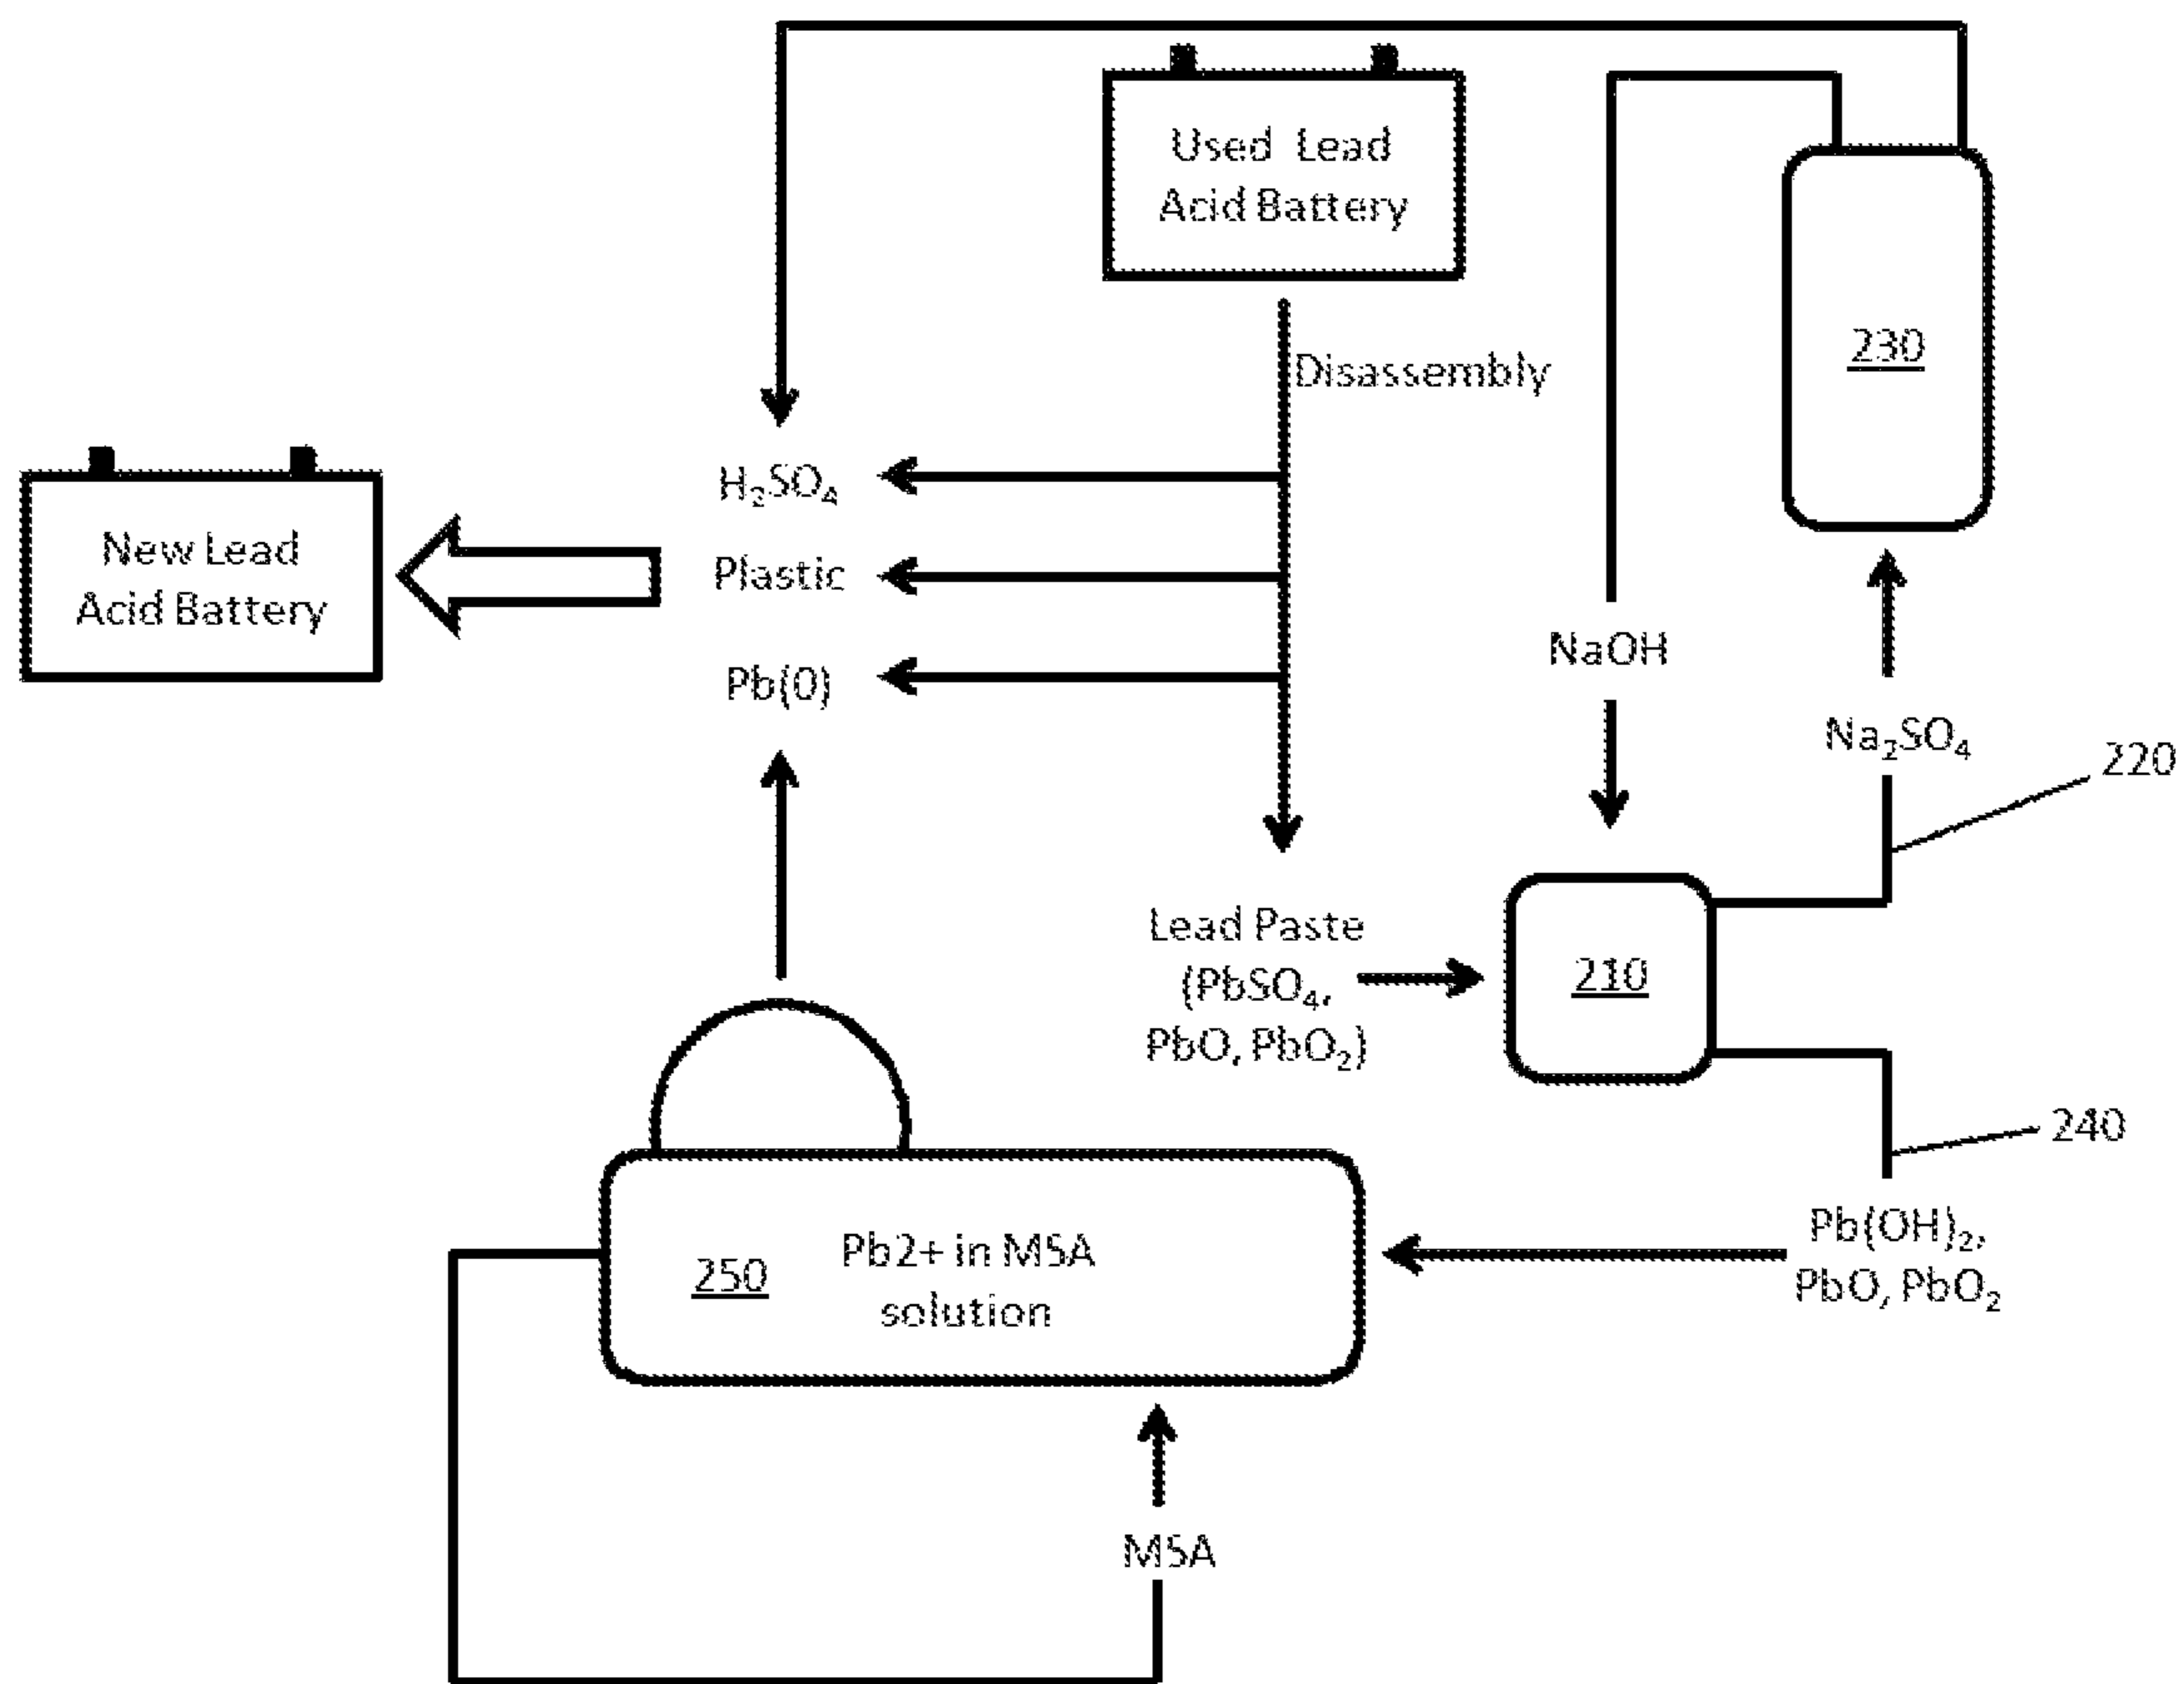 Used Lead
Acid Battery
230
Disassembly
H₂SO₄
New Lead
Acid Battery
Plastic
NaOH
Pb(0)
Na₂SO₄
220
Lead Paste
(PbSO₄,
PbO, PbO₂)
210
240
Pb(OH)₂,
PbO, PbO₂
250
Pb2+ in MSA
solution
MSA